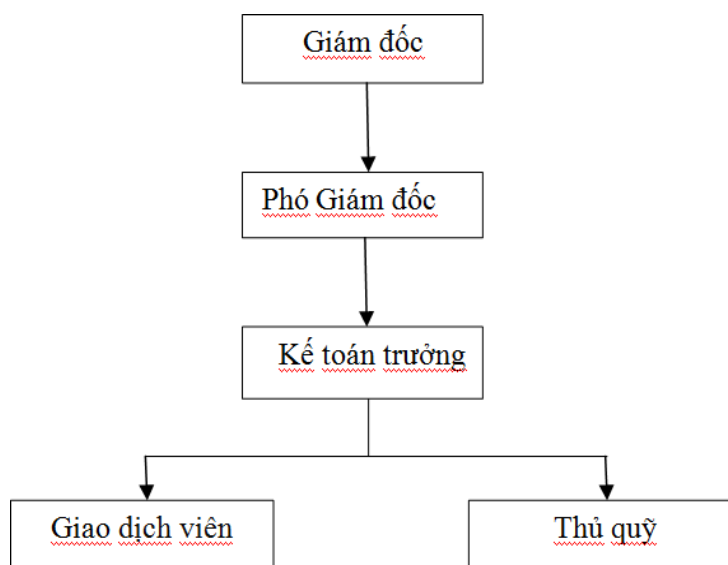 Giám đốc
Phó Giám đốc
Kế toán trưởng
Giao dịch viên
Thủ quỹ